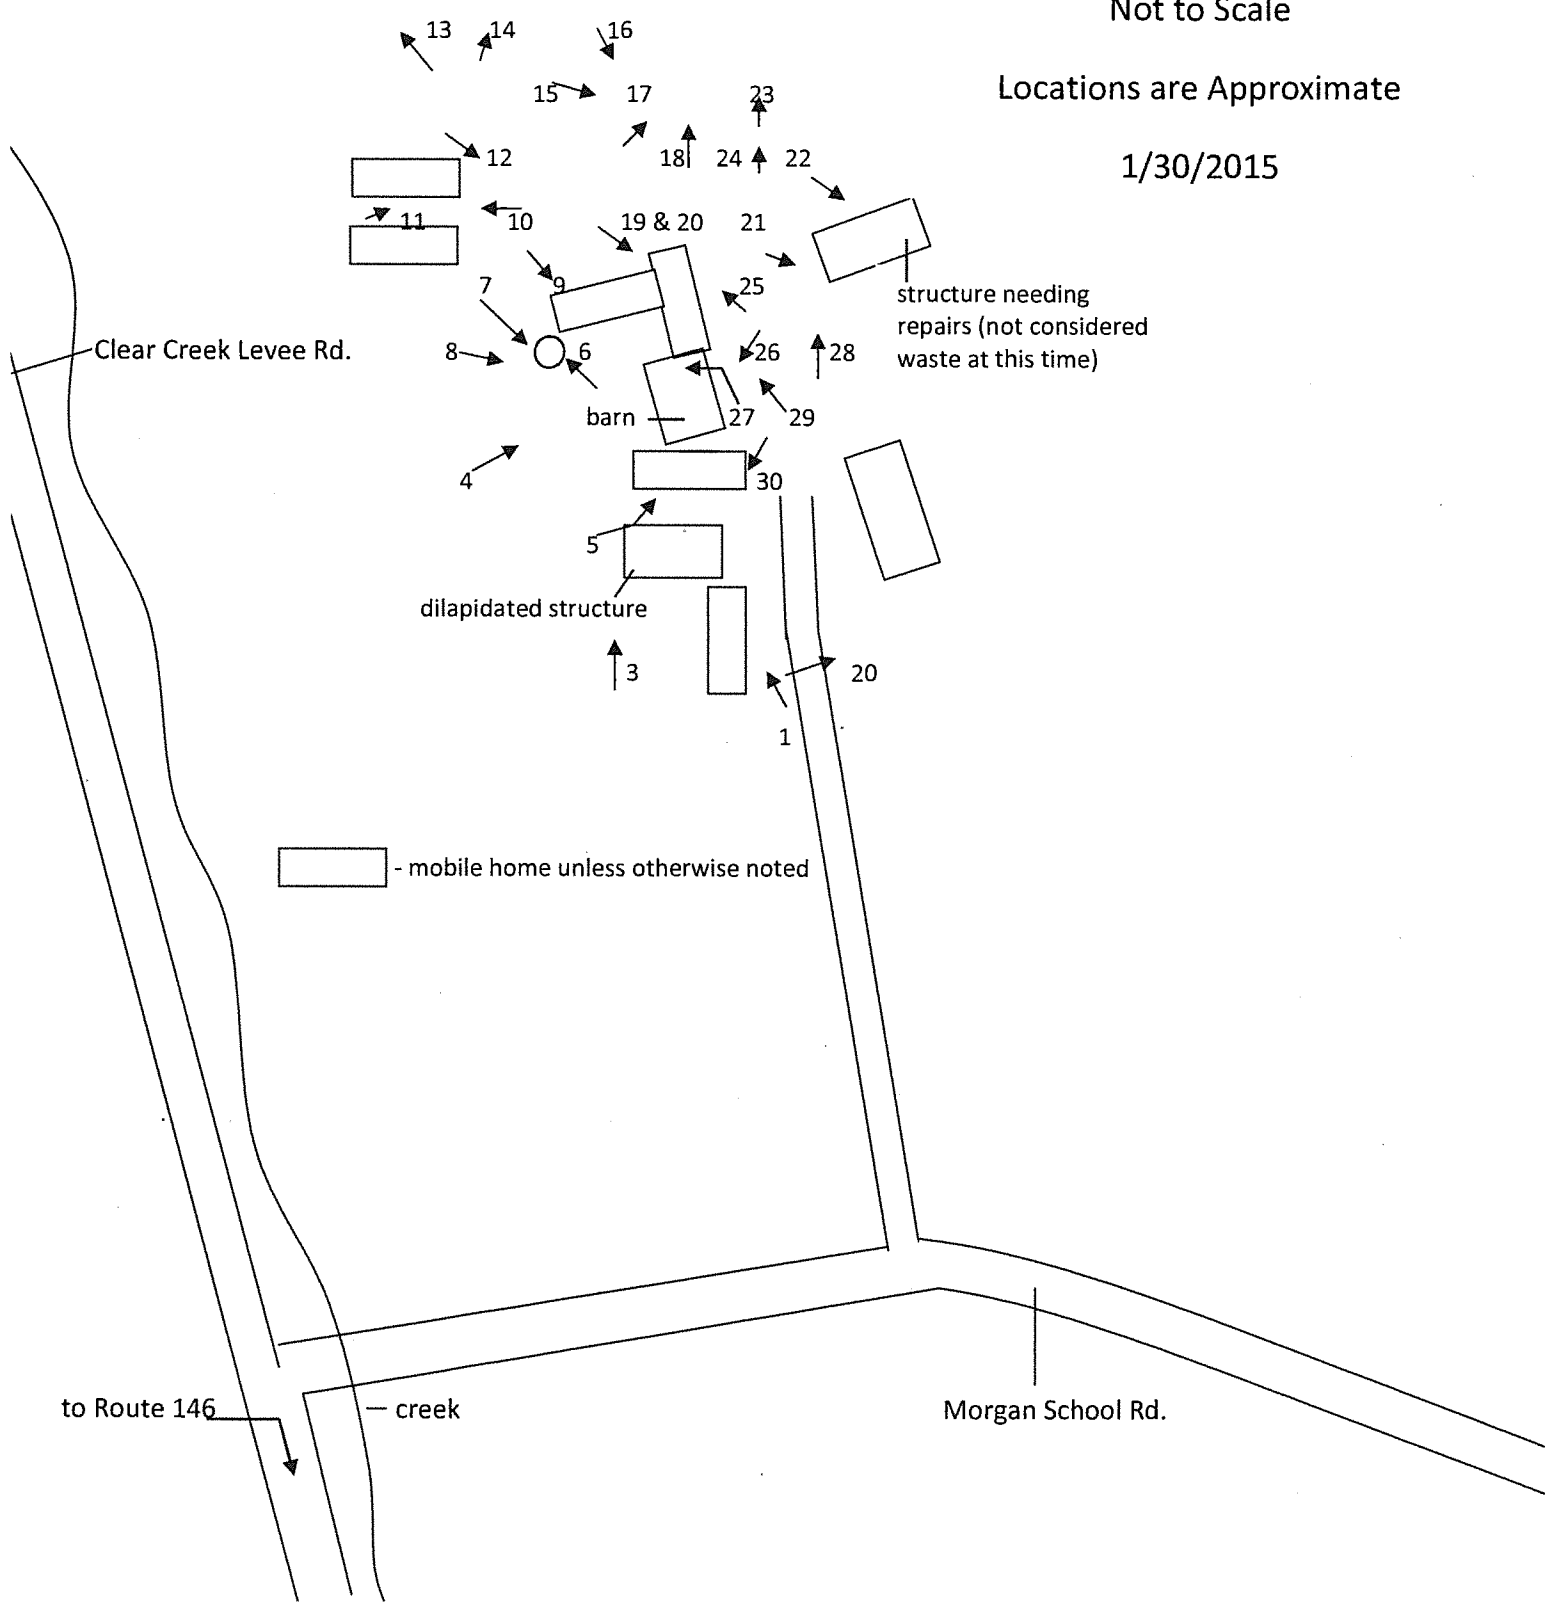 Not to Scale
13 14 16
15 17 23
Locations are Approximate
12 18 24 22
1/30/2015
11 10 19 & 20 21
7 9 25
structure needing
repairs (not considered
waste at this time)
Clear Creek Levee Rd.
8 6 26 28
barn 27 29
4 30
5
dilapidated structure
3 20
1
- mobile home unless otherwise noted
to Route 146
creek
Morgan School Rd.